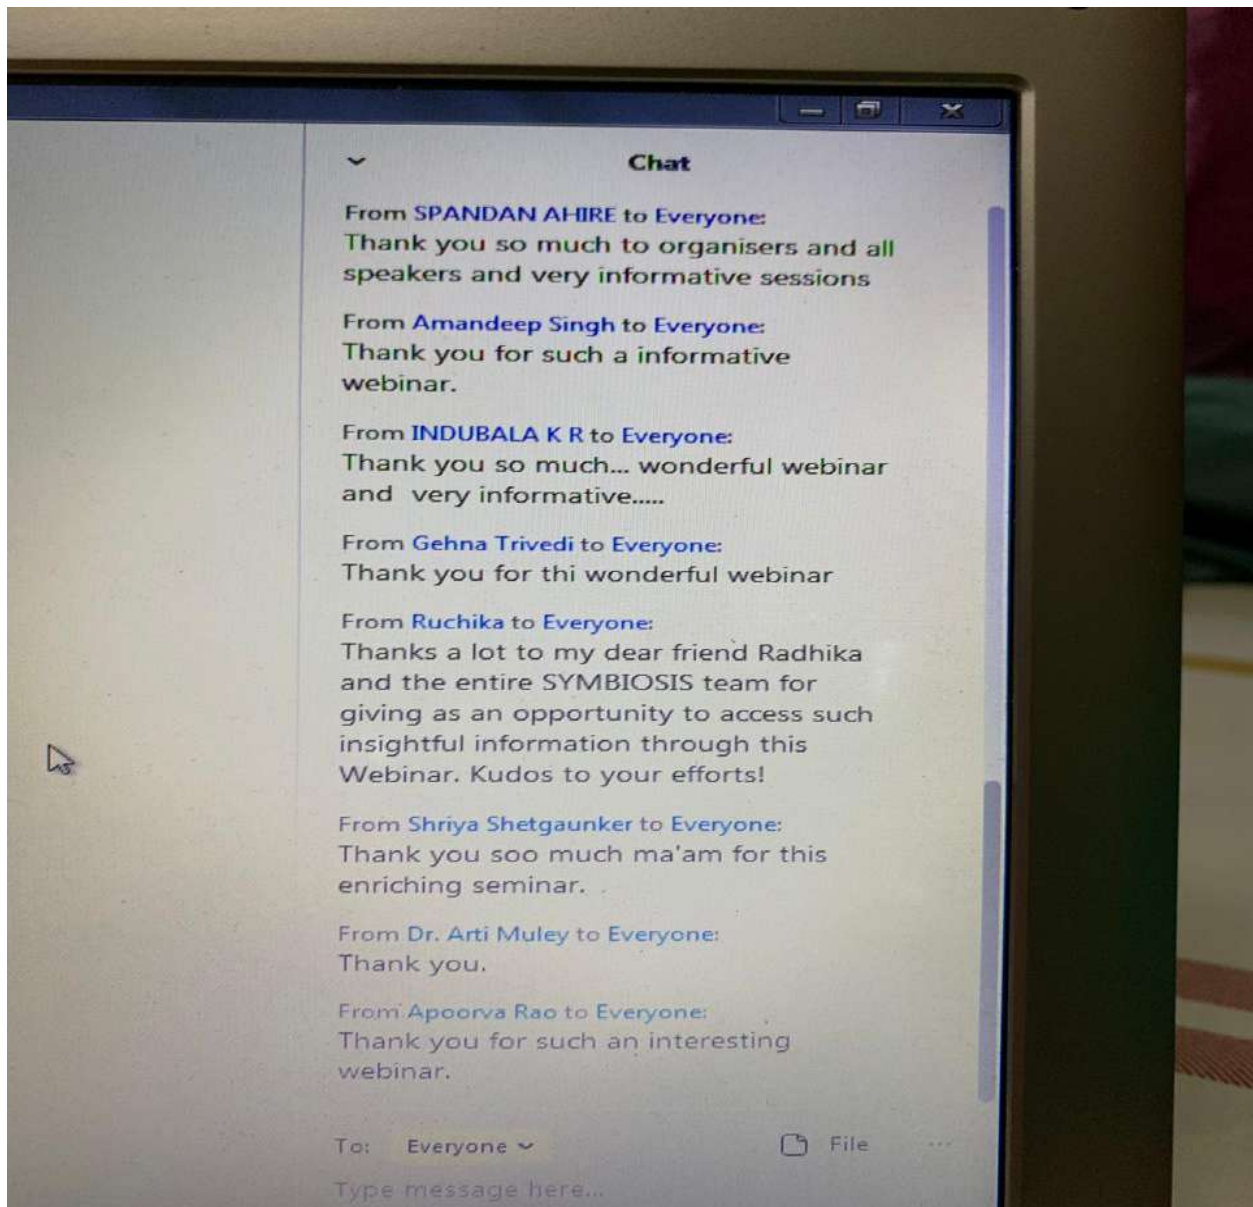 Chat
From SPANDAN AHIRE to Everyone:
Thank you so much to organisers and all
speakers and very informative sessions
From Amandeep Singh to Everyone:
Thank you for such a informative
webinar.
From INDUBALA K R to Everyone:
Thank you so much... wonderful webinar
and  very informative.....
From Gehna Trivedi to Everyone:
Thank you for thi wonderful webinar
From Ruchika to Everyone:
Thanks a lot to my dear friend Radhika
and the entire SYMBIOSIS team for
giving as an opportunity to access such
insightful information through this
Webinar. Kudos to your efforts!
From Shriya Shetgaunker to Everyone:
Thank you soo much ma'am for this
enriching seminar.
From Dr. Arti Muley to Everyone:
Thank you.
From Apoorva Rao to Everyone:
Thank you for such an interesting
webinar.
To: Everyone File ...
Type message here...